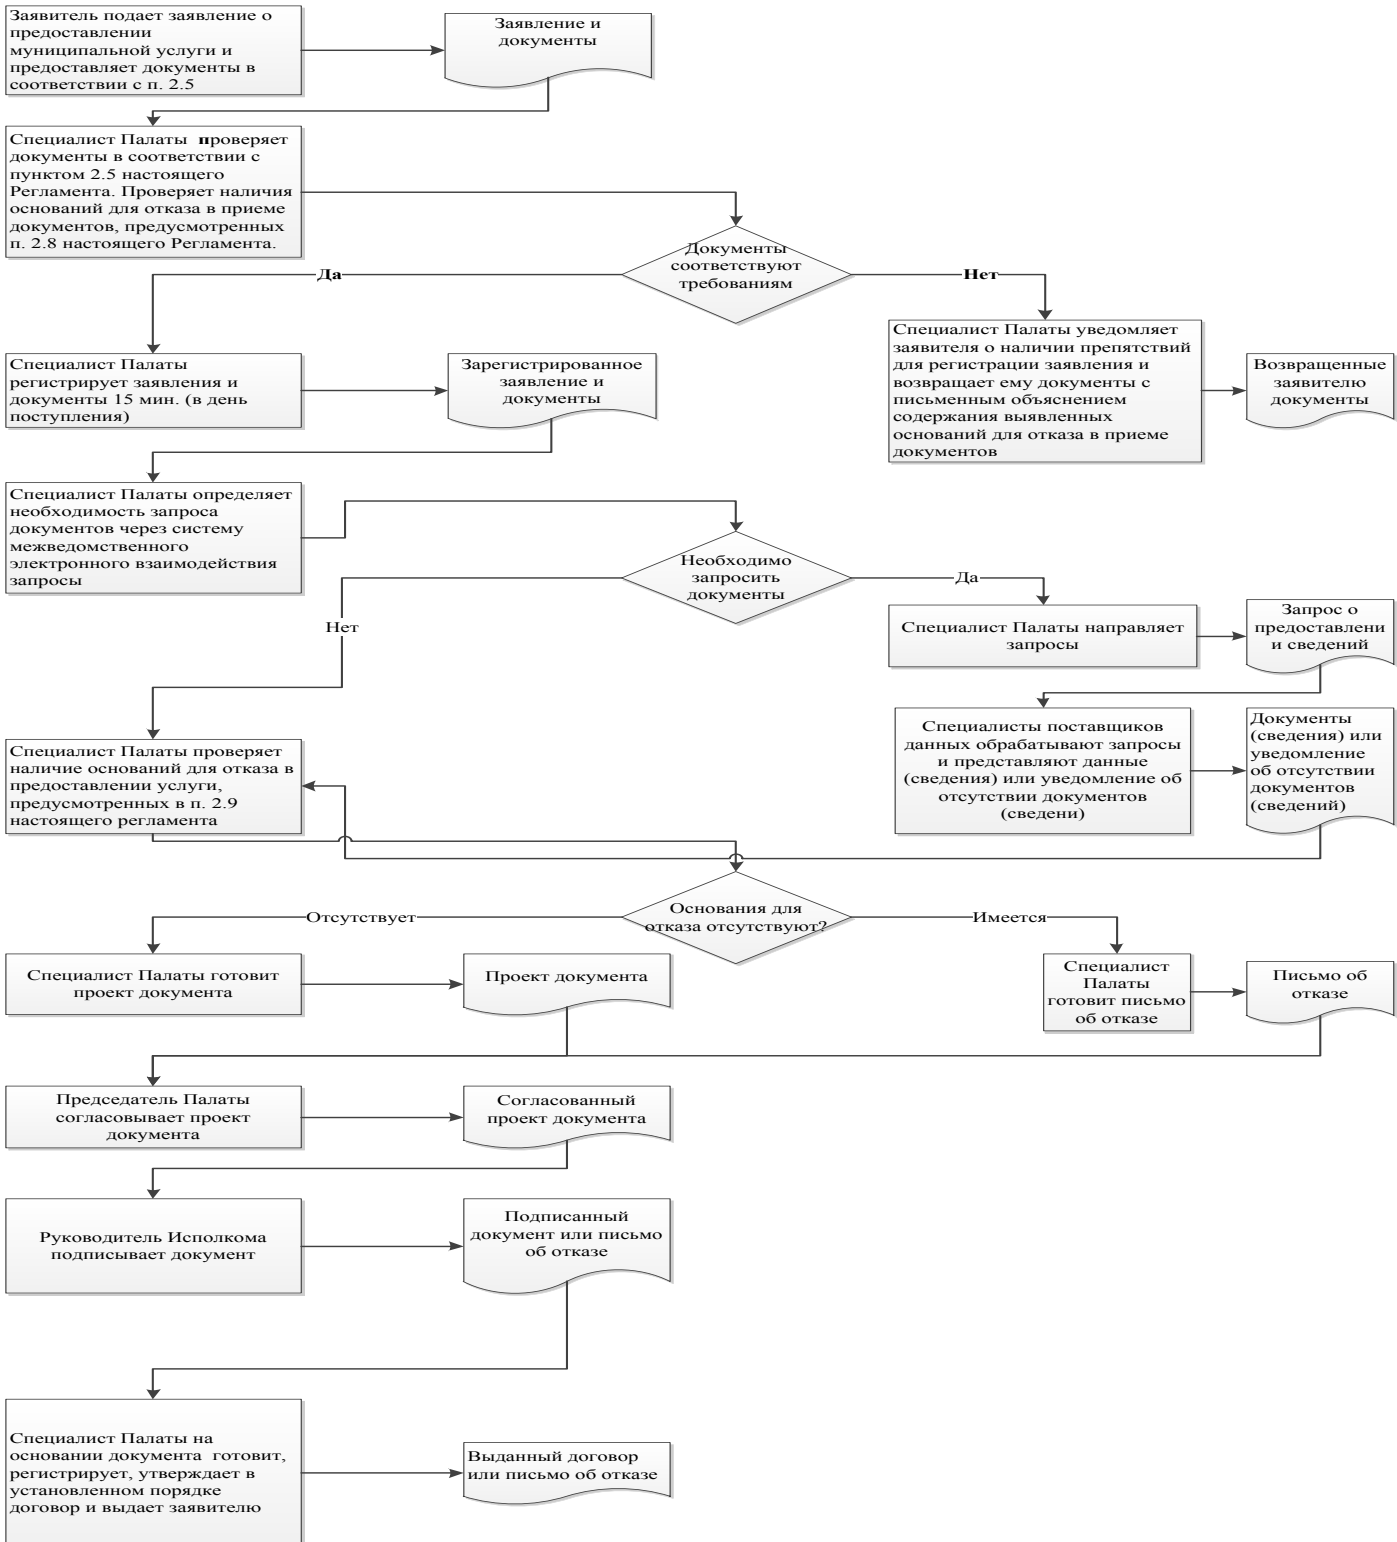 Заявитель подает заявление о
предоставлении
муниципальной услуги и
предоставляет документы в
соответствии с п. 2.5
Заявление и
документы
Специалист Палаты  проверяет
документы в соответствии с
пунктом 2.5 настоящего
Регламента. Проверяет наличия
оснований для отказа в приеме
документов, предусмотренных
п. 2.8 настоящего Регламента.
Документы
соответствуют
требованиям
Да
Нет
Специалист Палаты
регистрирует заявления и
документы 15 мин. (в день
поступления)
Зарегистрированное
заявление и
документы
Специалист Палаты уведомляет
заявителя о наличии препятствий
для регистрации заявления и
возвращает ему документы с
письменным объяснением
содержания выявленных
оснований для отказа в приеме
документов
Возвращенные
заявителю
документы
Специалист Палаты определяет
необходимость запроса
документов через систему
межведомственного
электронного взаимодействия
запросы
Необходимо
запросить
документы
Да
Нет
Специалист Палаты направляет
запросы
Запрос о
предоставлени
и сведений
Специалисты поставщиков
данных обрабатывают запросы
и представляют данные
(сведения) или уведомление об
отсутствии документов
(сведени)
Документы
(сведения) или
уведомление
об отсутствии
документов
(сведений)
Специалист Палаты проверяет
наличие оснований для отказа в
предоставлении услуги,
предусмотренных в п. 2.9
настоящего регламента
Основания для
отказа отсутствуют?
Отсутствует
Имеется
Специалист Палаты готовит
проект документа
Проект документа
Специалист
Палаты
готовит письмо
об отказе
Письмо об
отказе
Председатель Палаты
согласовывает проект
документа
Согласованный
проект документа
Руководитель Исполкома
подписывает документ
Подписанный
документ или письмо
об отказе
Специалист Палаты на
основании документа  готовит,
регистрирует, утверждает в
установленном порядке
договор и выдает заявителю
Выданный договор
или письмо об отказе